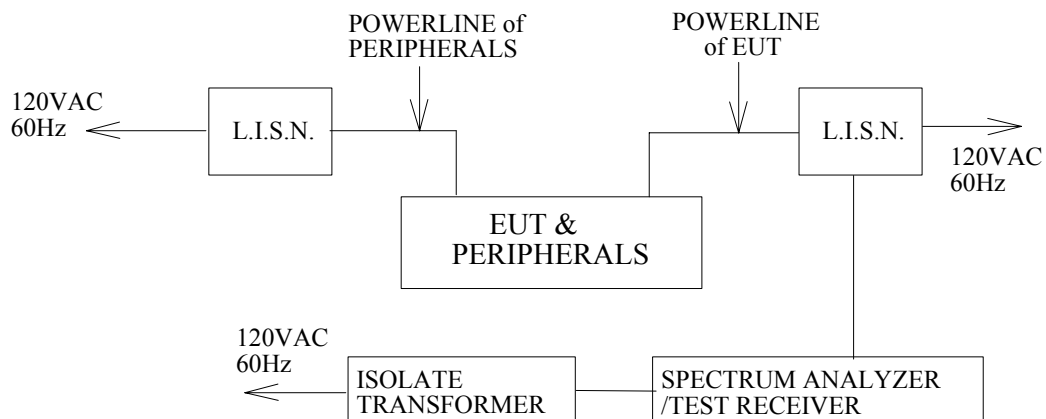 POWERLINE of
PERIPHERALS
POWERLINE
of EUT
120VAC
60Hz
L.I.S.N.
L.I.S.N.
120VAC
60Hz
EUT &
PERIPHERALS
120VAC
60Hz
ISOLATE
TRANSFORMER
SPECTRUM ANALYZER
/TEST RECEIVER